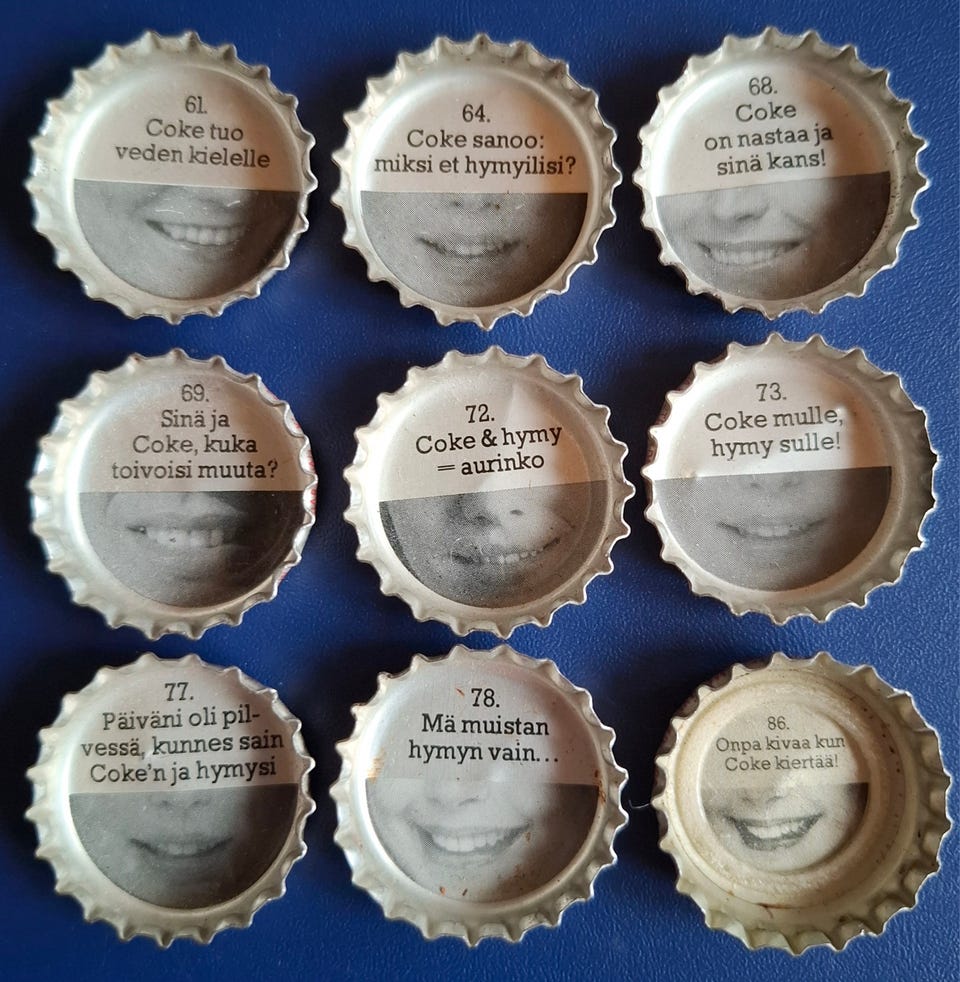 61.
Coke tuo
veden kielelle
64.
Coke sanoo:
miksi et hymyilisi?
68.
Coke
on nastaa ja
sinä kans!
69.
Sinä ja
Coke, kuka
toivoisi muuta?
72.
Coke & hymy
= aurinko
73.
Coke mulle,
hymy sulle!
77.
Päiväni oli pil-
vessä, kunnes sain
Coke'n ja hymysi
78.
Mä muistan
hymyn vain...
86.
Onpa kivaa kun
Coke kiertää!